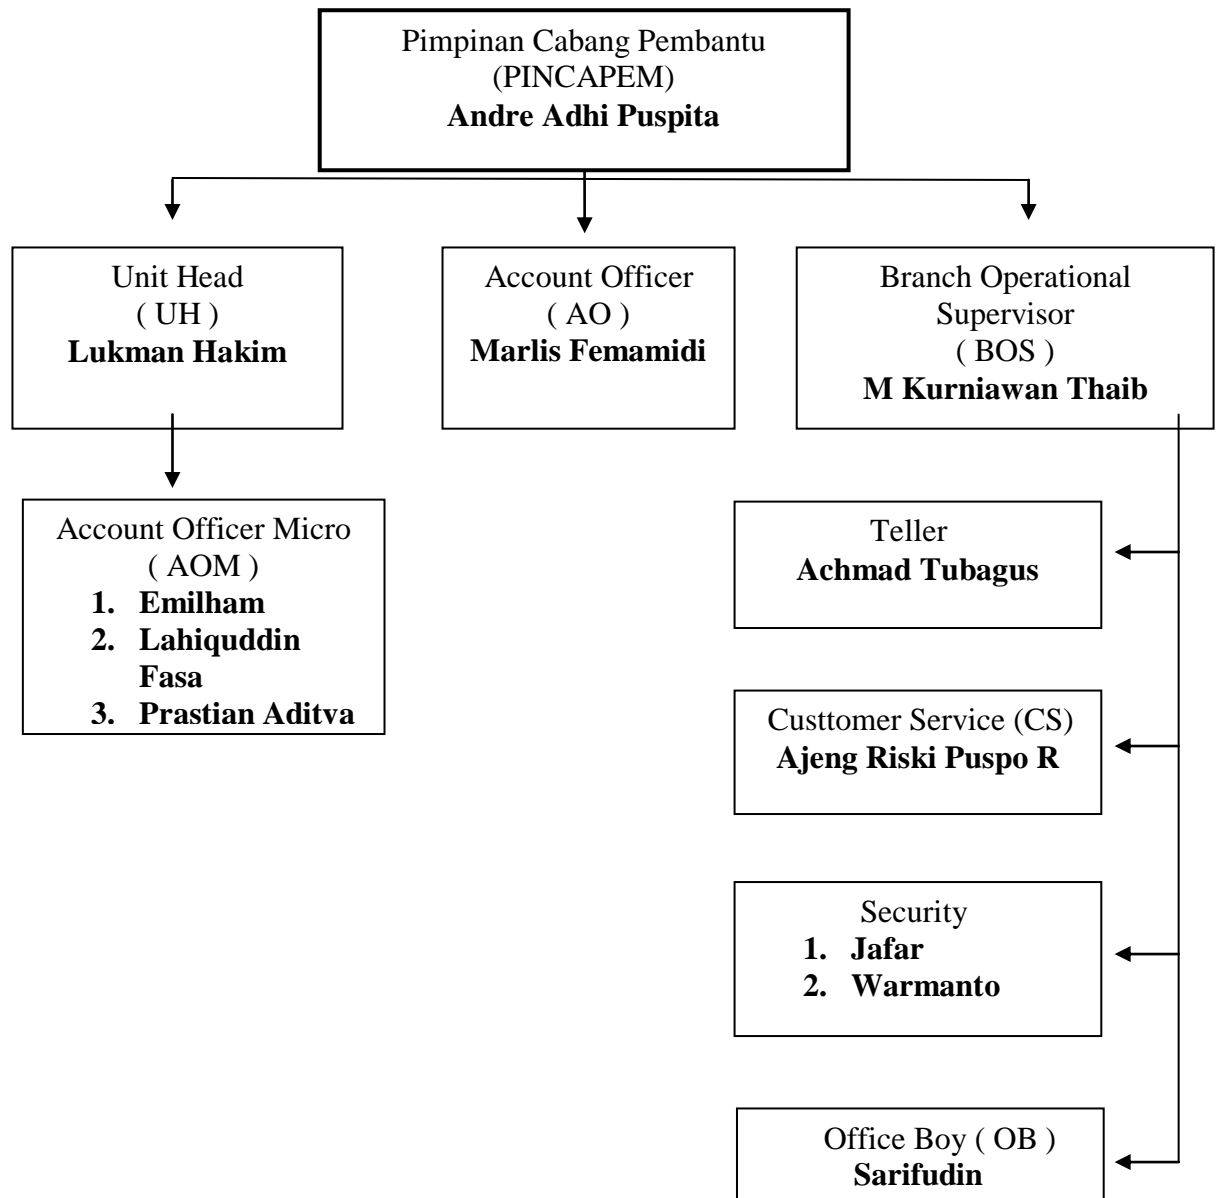 Pimpinan Cabang Pembantu
(PINCAPEM)
Andre Adhi Puspita
Unit Head
( UH )
Lukman Hakim
Account Officer
( AO )
Marlis Femamidi
Branch Operational
Supervisor
( BOS )
M Kurniawan Thaib
Account Officer Micro
( AOM )
1. Emilham
2. Lahiquddin
Fasa
3. Prastian Aditya
Teller
Achmad Tubagus
Custtomer Service (CS)
Ajeng Riski Puspo R
Security
1. Jafar
2. Warmanto
Office Boy ( OB )
Sarifudin